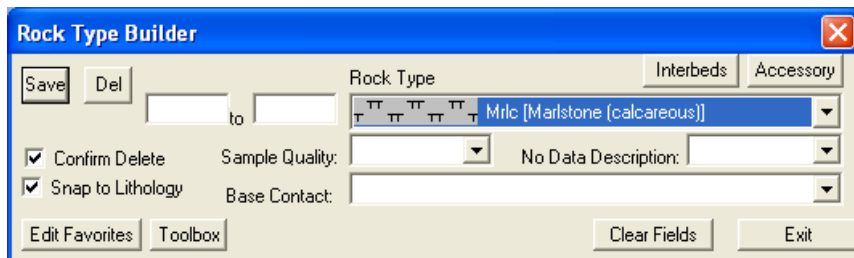 Rock Type Builder
Interbeds Accessory
Save Del Rock Type
to Mrlc [Marlstone (calcareous)]
Confirm Delete Sample Quality: No Data Description:
Snap to Lithology Base Contact:
Edit Favorites Toolbox Clear Fields Exit